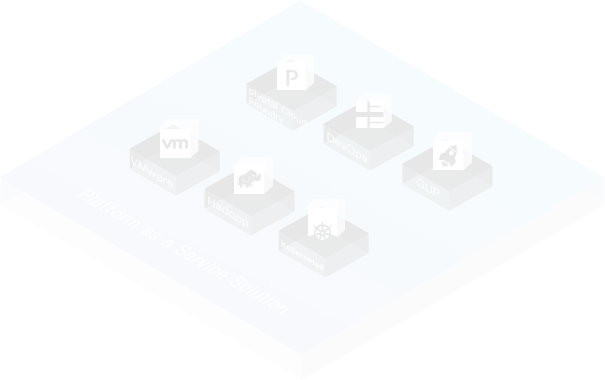 P
DevOps
vm
VMware
Hadoop
Kubernetes
Platform as a Service Solution